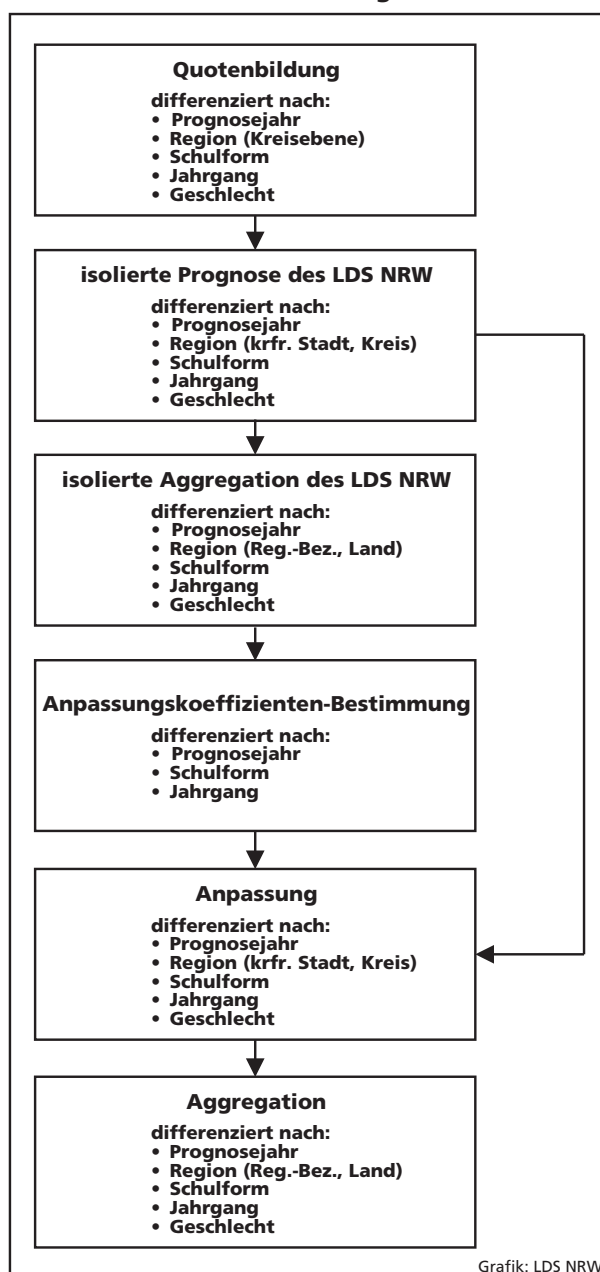 Quotenbildung
differenziert nach:
• Prognosejahr
• Region (Kreisebene)
• Schulform
• Jahrgang
• Geschlecht
isolierte Prognose des LDS NRW
differenziert nach:
• Prognosejahr
• Region (krfr. Stadt, Kreis)
• Schulform
• Jahrgang
• Geschlecht
isolierte Aggregation des LDS NRW
differenziert nach:
• Prognosejahr
• Region (Reg.-Bez., Land)
• Schulform
• Jahrgang
• Geschlecht
Anpassungskoeffizienten-Bestimmung
differenziert nach:
• Prognosejahr
• Schulform
• Jahrgang
Anpassung
differenziert nach:
• Prognosejahr
• Region (krfr. Stadt, Kreis)
• Schulform
• Jahrgang
• Geschlecht
Aggregation
differenziert nach:
• Prognosejahr
• Region (Reg.-Bez., Land)
• Schulform
• Jahrgang
• Geschlecht
Grafik: LDS NRW